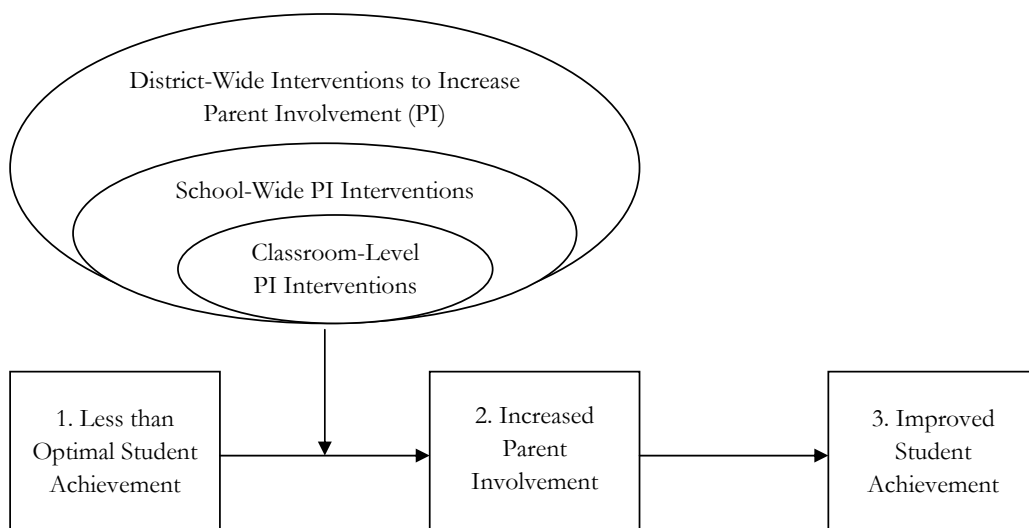 District-Wide Interventions to Increase
Parent Involvement (PI)
School-Wide PI Interventions
Classroom-Level
PI Interventions
1. Less than
Optimal Student
Achievement
2. Increased
Parent
Involvement
3. Improved
Student
Achievement